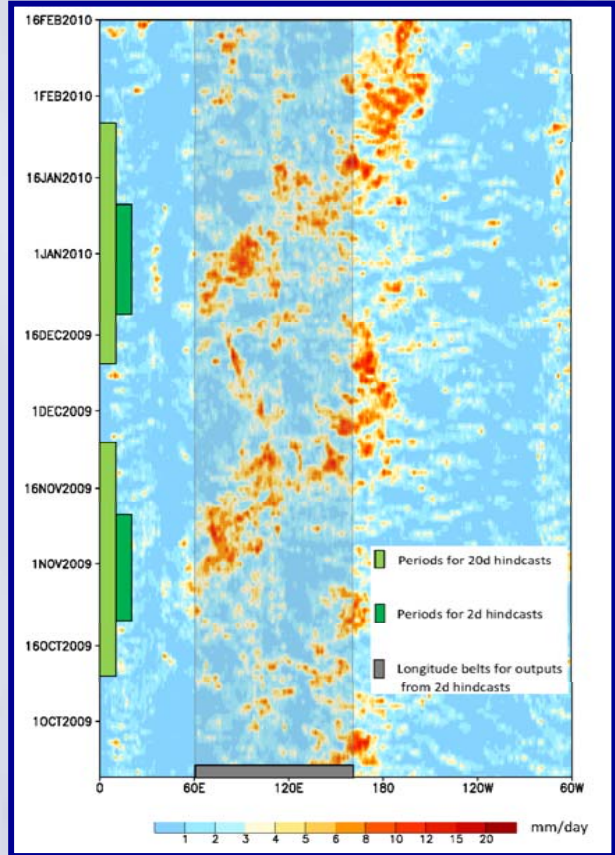 16FEB2010
1FEB2010
16JAN2010
1JAN2010
16DEC2009
1DEC2009
16NOV2009
1NOV2009
16OCT2009
1OCT2009
0 60E 120E 180 120W 60W
Periods for 20d hindcasts
Periods for 2d hindcasts
Longitude belts for outputs
from 2d hindcasts
1 2 3 4 5 6 8 10 12 15 20 mm/day